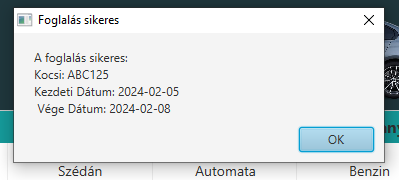 Foglalás sikeres
A foglalás sikeres:
Kocsi: ABC125
Kezdeti Dátum: 2024-02-05
Vége Dátum: 2024-02-08
OK
Szédán Automata Benzin